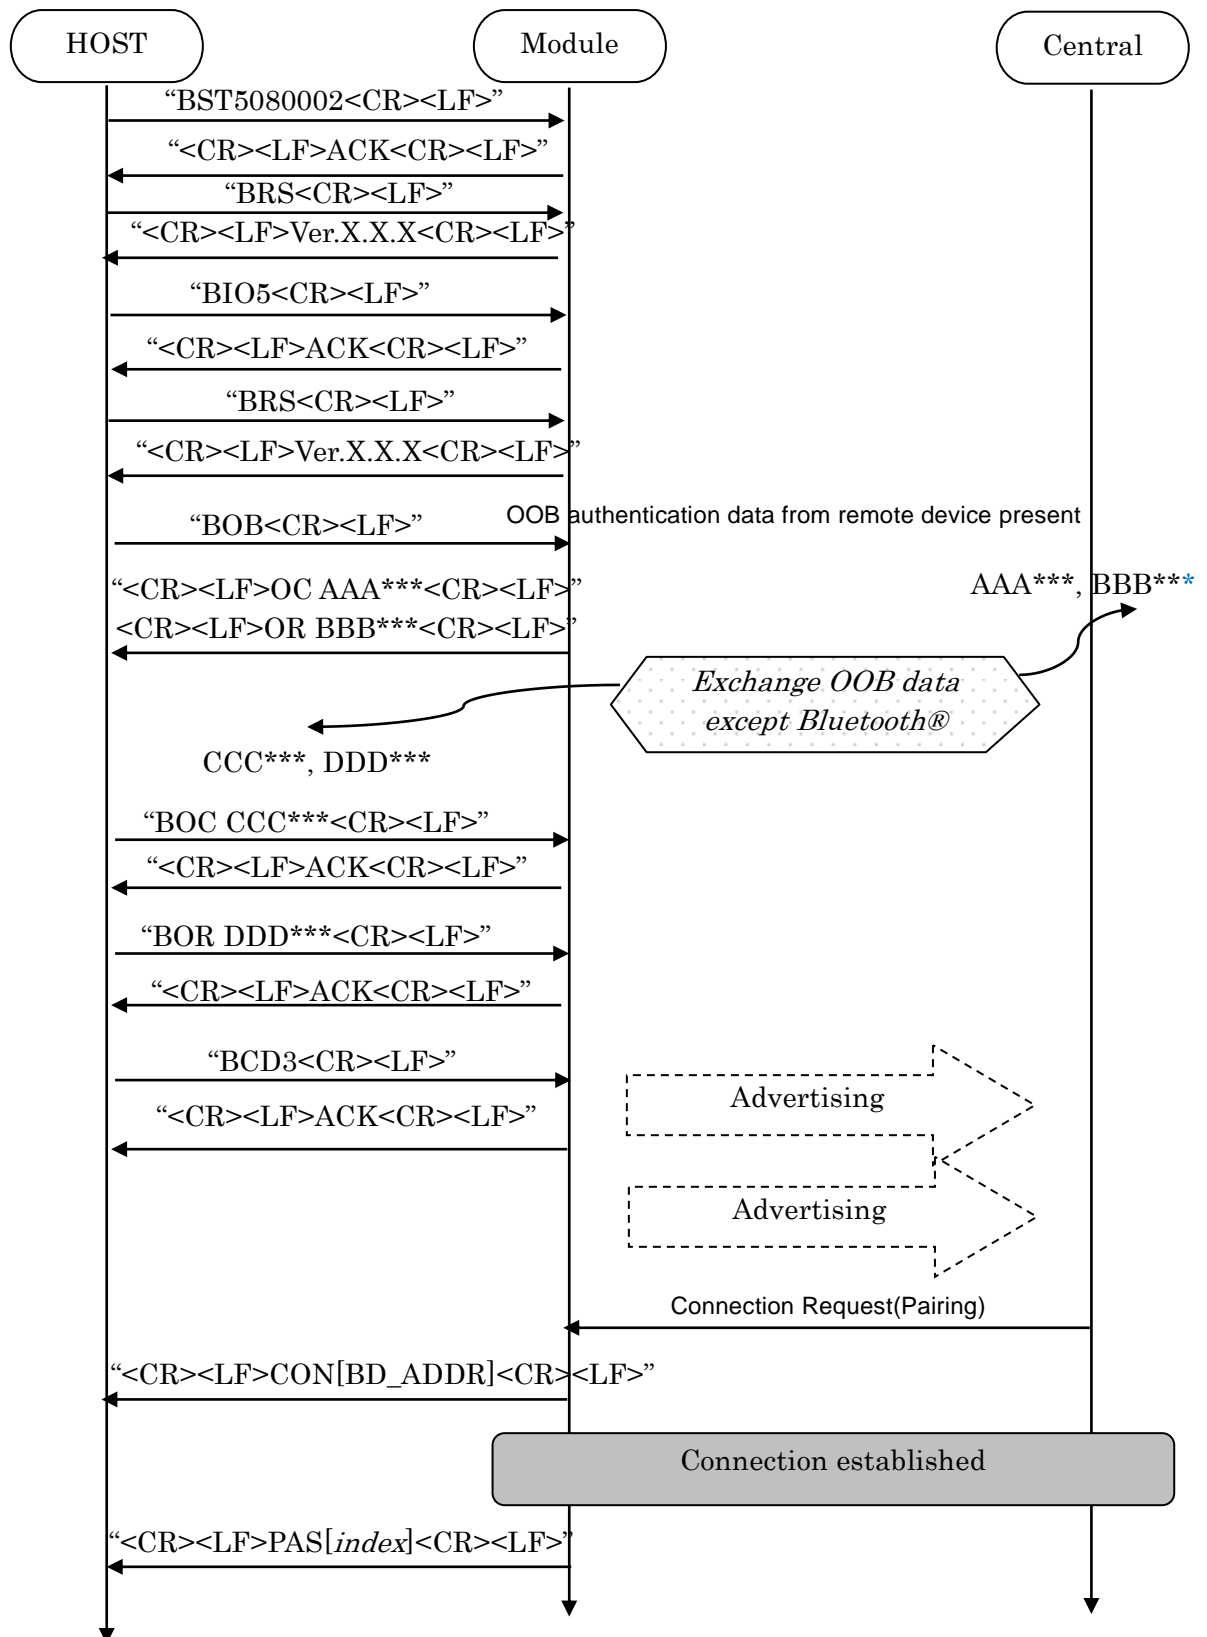 HOST
Module
Central
“BST5080002<CR><LF>”
“<CR><LF>ACK<CR><LF>”
“BRS<CR><LF>”
“<CR><LF>Ver.X.X.X<CR><LF>”
“BIO5<CR><LF>”
“<CR><LF>ACK<CR><LF>”
“BRS<CR><LF>”
“<CR><LF>Ver.X.X.X<CR><LF>”
“BOB<CR><LF>”
OOB authentication data from remote device present
“<CR><LF>OC AAA***<CR><LF>”
AAA***, BBB***
<CR><LF>OR BBB***<CR><LF>”
Exchange OOB data
except Bluetooth®
CCC***, DDD***
“BOC CCC***<CR><LF>”
“<CR><LF>ACK<CR><LF>”
“BOR DDD***<CR><LF>”
“<CR><LF>ACK<CR><LF>”
“BCD3<CR><LF>”
Advertising
“<CR><LF>ACK<CR><LF>”
Advertising
Connection Request(Pairing)
“<CR><LF>CON[BD_ADDR]<CR><LF>”
Connection established
“<CR><LF>PAS[index]<CR><LF>”